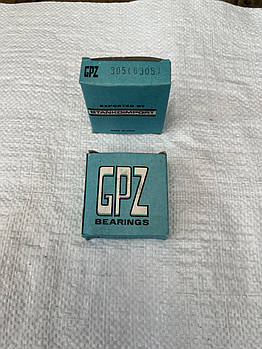 GPZ 305(6305)
EXPORTED BY
STANKOIMPORT
GPZ
BEARINGS